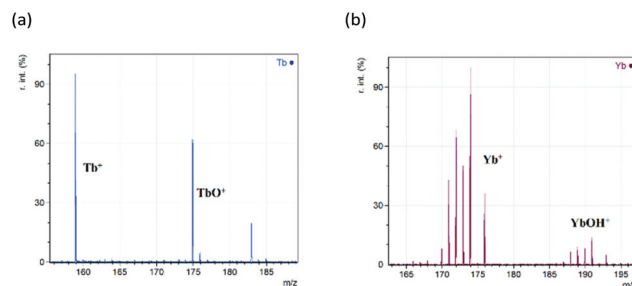 (a)
(b)
Tb
r. int. (%)
90
60
30
0
Tb⁺
TbO⁺
160 165 170 175 180 185
m/z
Yb
r. int. (%)
90
60
30
0
Yb⁺
YbOH⁺
165 170 175 180 185 190 195
m/z